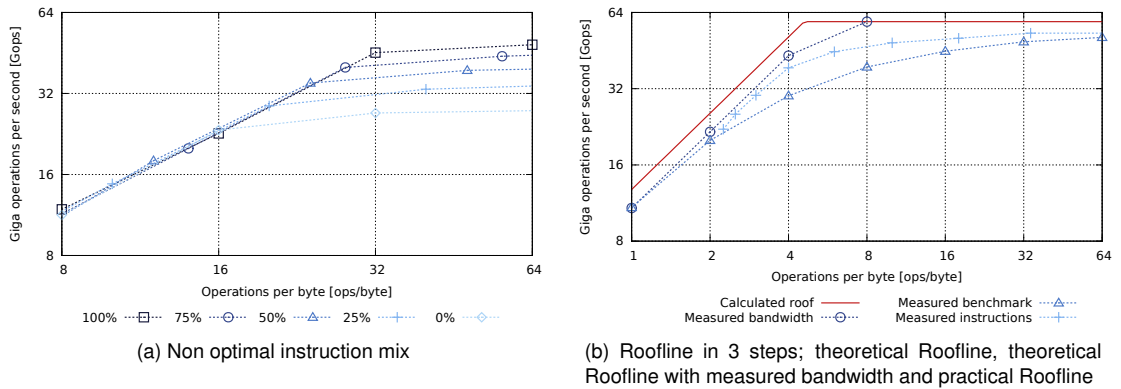 64
32
16
8
8
16
32
64
Giga operations per second [Gops]
Operations per byte [ops/byte]
100%
75%
50%
25%
0%
(a) Non optimal instruction mix
64
32
16
8
1
2
4
8
16
32
64
Giga operations per second [Gops]
Operations per byte [ops/byte]
Calculated roof
Measured bandwidth
Measured benchmark
Measured instructions
(b) Roofline in 3 steps; theoretical Roofline, theoretical
Roofline with measured bandwidth and practical Roofline